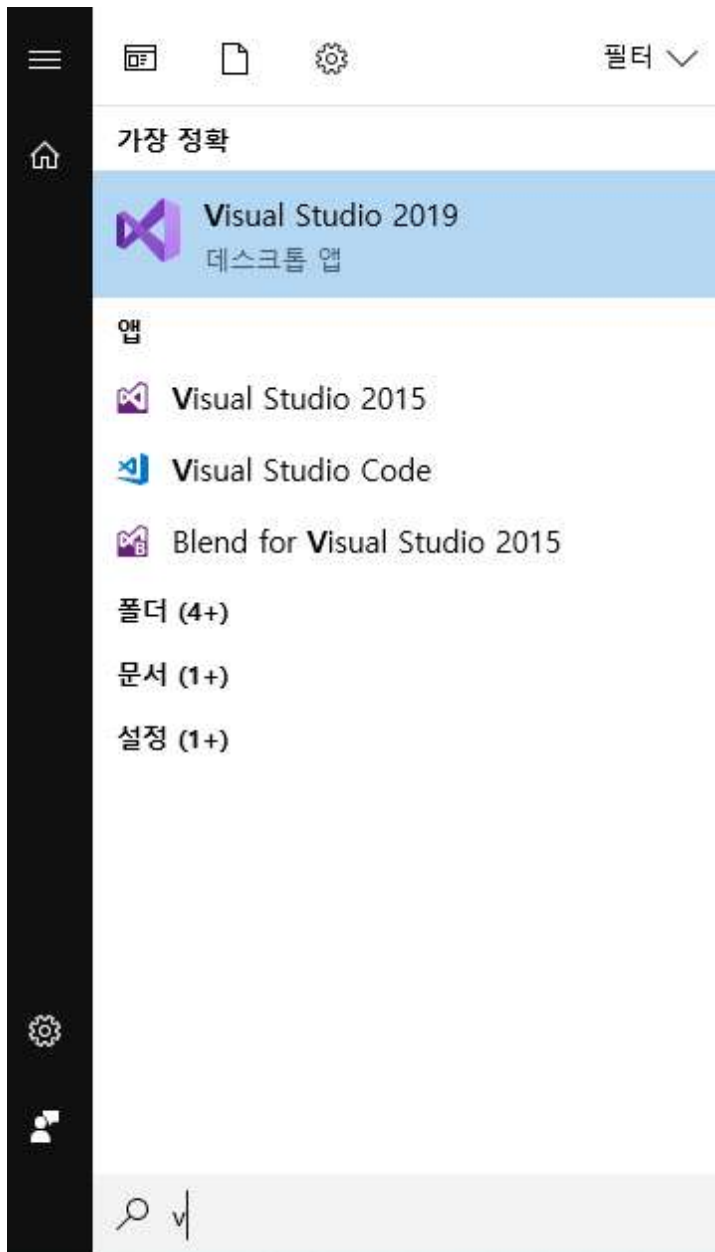 필터
가장 정확
Visual Studio 2019
데스크톱 앱
앱
Visual Studio 2015
Visual Studio Code
Blend for Visual Studio 2015
폴더 (4+)
문서 (1+)
설정 (1+)
v